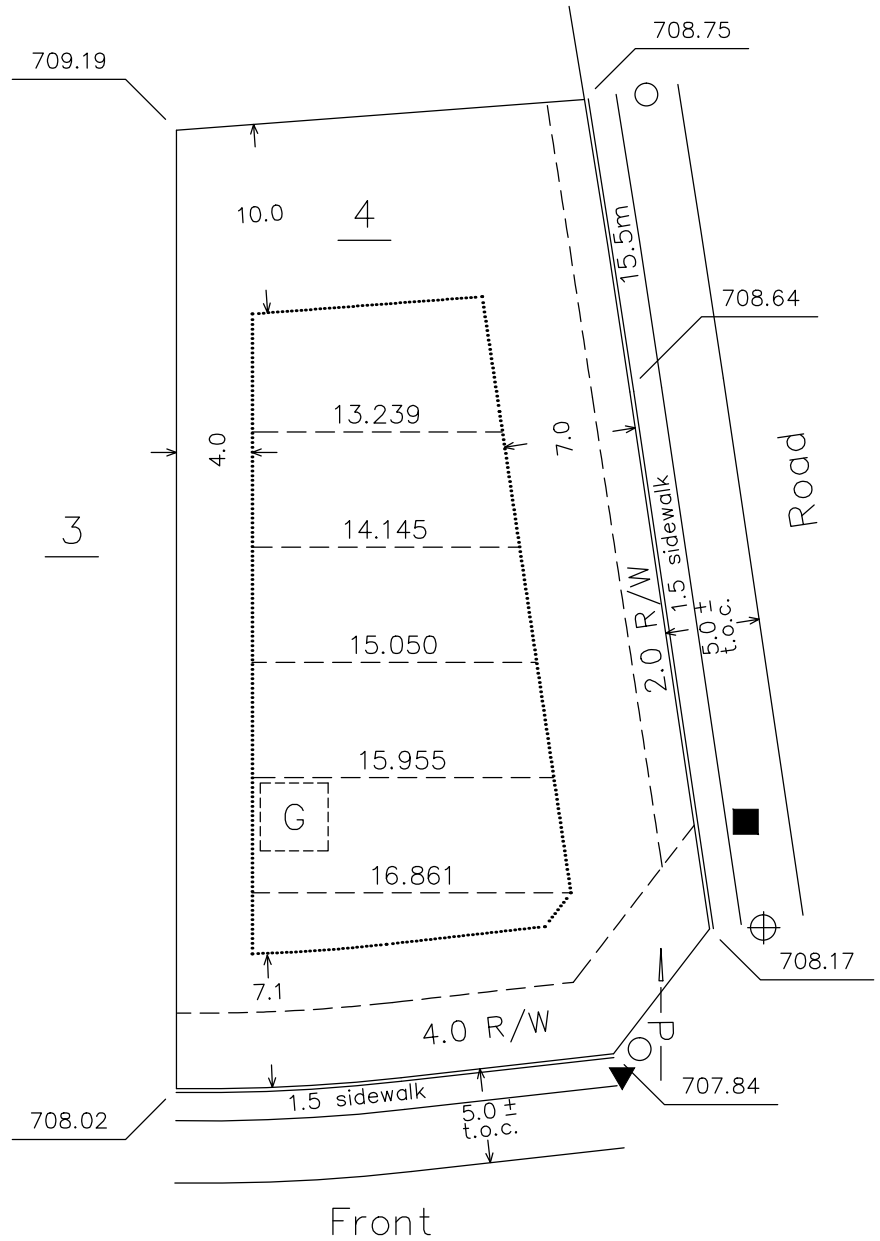 708.75
709.19
10.0
4
15.5m
708.64
13.239
4.0
7.0
Road
3
14.145
1.5 sidewalk
2.0 R/W
5.0 ±
t.o.c.
15.050
15.955
G
16.861
708.17
7.1
4.0 R/W
P
707.84
1.5 sidewalk
5.0 ±
t.o.c.
708.02
Front